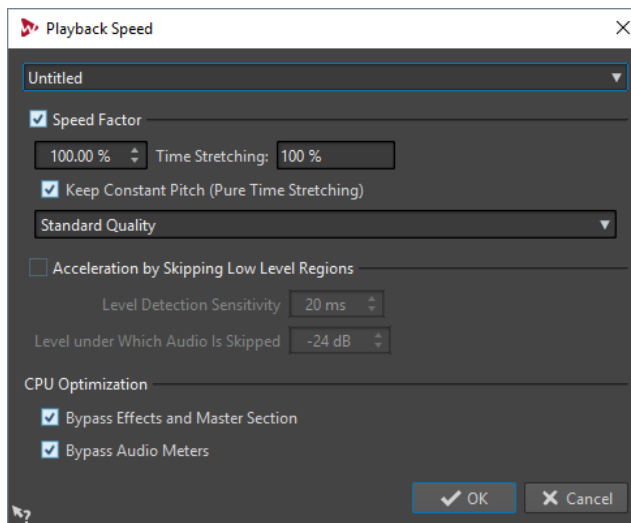 Playback Speed
Untitled
Speed Factor
100.00 % Time Stretching: 100 %
Keep Constant Pitch (Pure Time Stretching)
Standard Quality
Acceleration by Skipping Low Level Regions
Level Detection Sensitivity 20 ms
Level under Which Audio Is Skipped -24 dB
CPU Optimization
Bypass Effects and Master Section
Bypass Audio Meters
OK Cancel